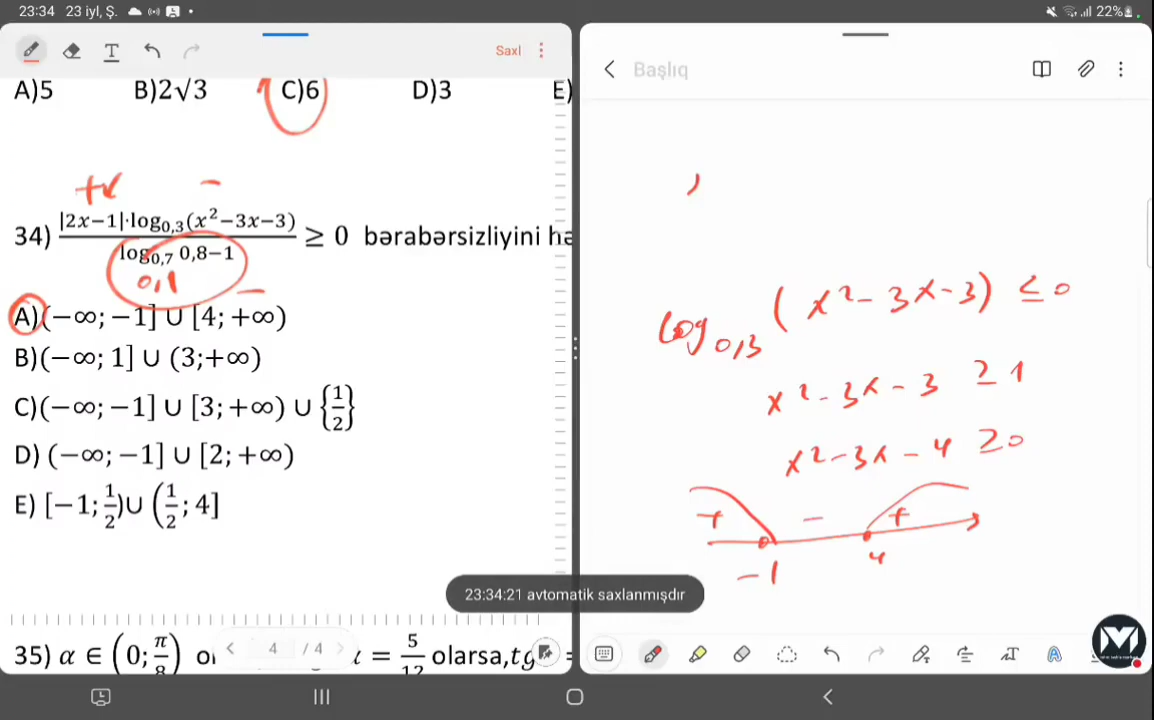 23:34 23 iyl, Ş.
22%
Saxl
Başlıq
A)5 B)2√3 C)6 D)3 E)
+
−
34) |2x−1|·log0,3(x²−3x−3) / log0,7 0,8−1 ≥ 0 bərabərsizliyini hə
0,1
−
A)(−∞; −1] ∪ [4; +∞)
B)(−∞; 1] ∪ (3;+∞)
C)(−∞; −1] ∪ [3; +∞) ∪ {1/2}
D) (−∞; −1] ∪ [2; +∞)
E) [−1; 1/2)∪ (1/2; 4]
35) α ∈ (0; π/8) ol = 5/12 olarsa,tg =
4 / 4
log0,3 (x²−3x−3) ≤ 0
x²−3x−3 ≥ 1
x²−3x−4 ≥0
+ − +
−1 4
23:34:21 avtomatik saxlanmışdır